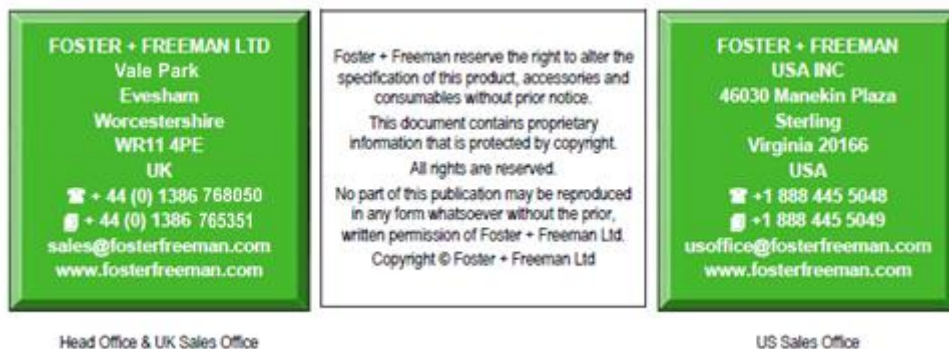 FOSTER + FREEMAN LTD
Vale Park
Evesham
Worcestershire
WR11 4PE
UK
☎ + 44 (0) 1386 768050
+ 44 (0) 1386 765351
sales@fosterfreeman.com
www.fosterfreeman.com
Head Office & UK Sales Office
Foster + Freeman reserve the right to alter the
specification of this product, accessories and
consumables without prior notice.
This document contains proprietary
information that is protected by copyright.
All rights are reserved.
No part of this publication may be reproduced
in any form whatsoever without the prior,
written permission of Foster + Freeman Ltd.
Copyright © Foster + Freeman Ltd
FOSTER + FREEMAN
USA INC
46030 Manekin Plaza
Sterling
Virginia 20166
USA
☎ +1 888 445 5048
+1 888 445 5049
usoffice@fosterfreeman.com
www.fosterfreeman.com
US Sales Office